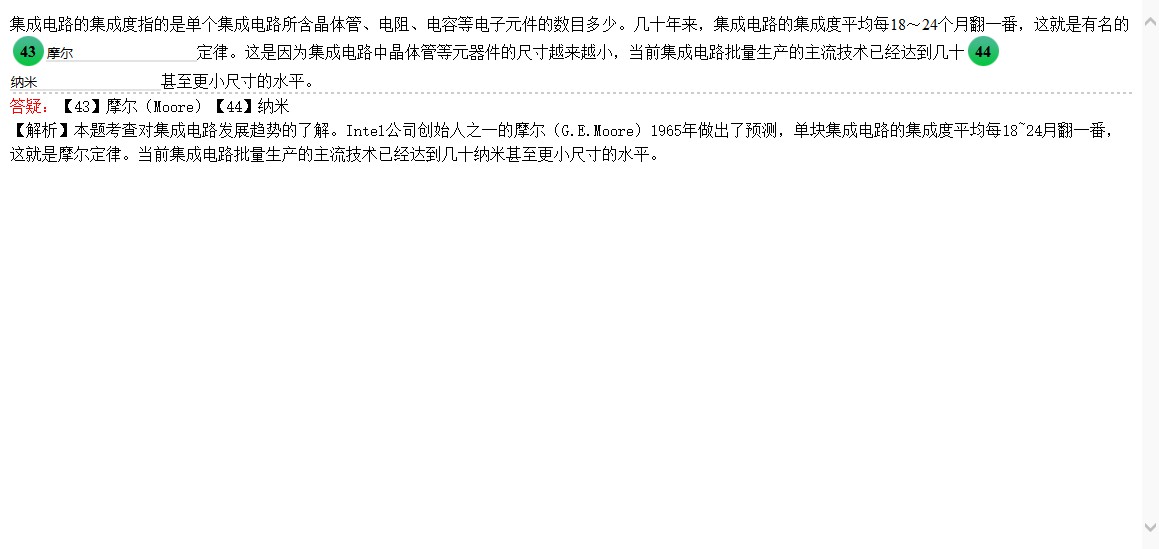 集成电路的集成度指的是单个集成电路所含晶体管、电阻、电容等电子元件的数目多少。几十年来，集成电路的集成度平均每18～24个月翻一番，这就是有名的
43 摩尔 定律。这是因为集成电路中晶体管等元器件的尺寸越来越小，当前集成电路批量生产的主流技术已经达到几十 44
纳米 甚至更小尺寸的水平。
答疑：【43】摩尔（Moore）【44】纳米
【解析】本题考查对集成电路发展趋势的了解。Intel公司创始人之一的摩尔（G.E.Moore）1965年做出了预测，单块集成电路的集成度平均每18~24月翻一番，
这就是摩尔定律。当前集成电路批量生产的主流技术已经达到几十纳米甚至更小尺寸的水平。